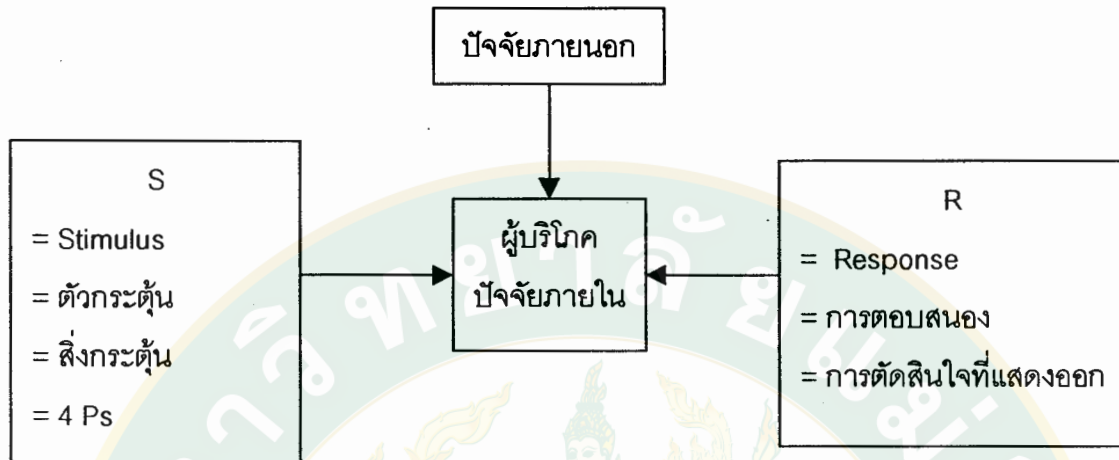 ปัจจัยภายนอก
S
= Stimulus
= ตัวกระตุ้น
= สิ่งกระตุ้น
= 4 Ps
ผู้บริโภค
ปัจจัยภายใน
R
= Response
= การตอบสนอง
= การตัดสินใจที่แสดงออก